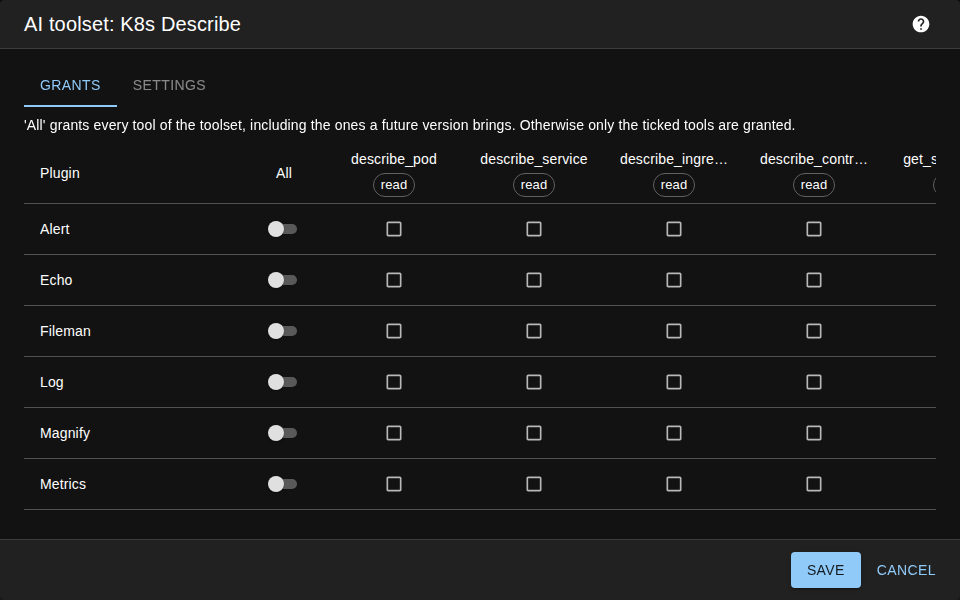 AI toolset: K8s Describe
GRANTS SETTINGS
'All' grants every tool of the toolset, including the ones a future version brings. Otherwise only the ticked tools are granted.
Plugin All describe_pod describe_service describe_ingre… describe_contr… get_s
read read read read
Alert
Echo
Fileman
Log
Magnify
Metrics
SAVE CANCEL